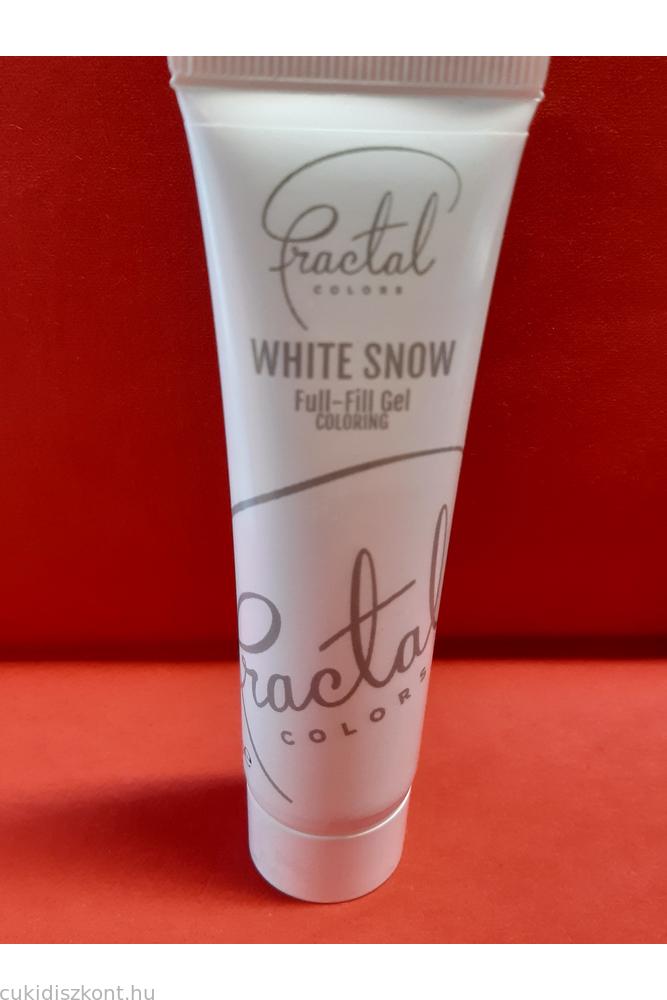 Fractal
COLORS
WHITE SNOW
Full-Fill Gel
COLORING
Fractal
COLORS
e
cukidiszkont.hu